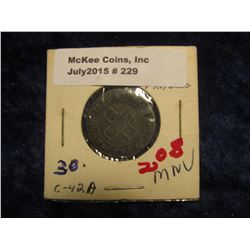 McKee Coins, Inc
July2015 # 229
30.
208
C-42A
MNV